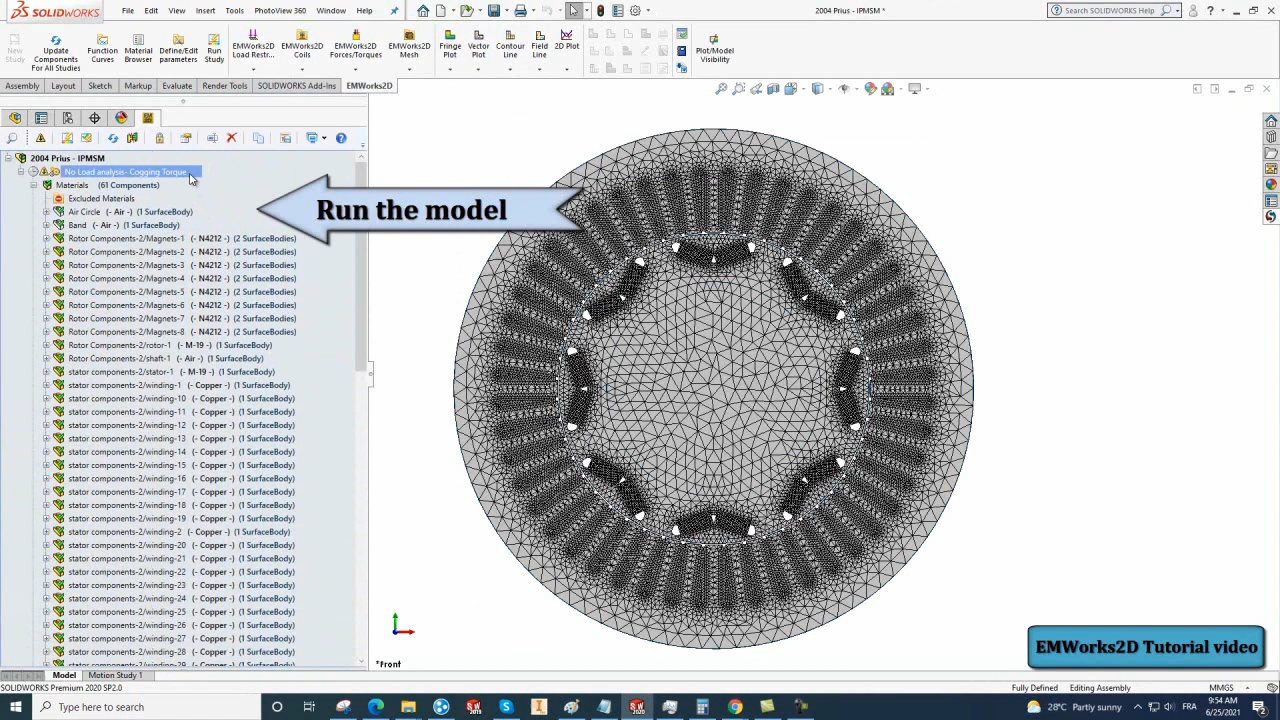 SOLIDWORKS
File Edit View Insert Tools PhotoView 360 Window Help
2004 Prius - IPMSM *
Search SOLIDWORKS Help
New Study
Update Components For All Studies
Function Curves
Material Browser
Define/Edit parameters
Run Study
EMWorks2D Load Restr...
EMWorks2D Coils
EMWorks2D Forces/Torques
EMWorks2D Mesh
Fringe Plot
Vector Plot
Contour Line
Field Line
2D Plot
Plot/Model Visibility
Assembly Layout Sketch Markup Evaluate Render Tools SOLIDWORKS Add-Ins EMWorks2D
2004 Prius - IPMSM
No Load analysis- Cogging Torque
Materials (61 Components)
Excluded Materials
Air Circle (- Air -) (1 SurfaceBody)
Band (- Air -) (1 SurfaceBody)
Rotor Components-2/Magnets-1 (- N4212 -) (2 SurfaceBodies)
Rotor Components-2/Magnets-2 (- N4212 -) (2 SurfaceBodies)
Rotor Components-2/Magnets-3 (- N4212 -) (2 SurfaceBodies)
Rotor Components-2/Magnets-4 (- N4212 -) (2 SurfaceBodies)
Rotor Components-2/Magnets-5 (- N4212 -) (2 SurfaceBodies)
Rotor Components-2/Magnets-6 (- N4212 -) (2 SurfaceBodies)
Rotor Components-2/Magnets-7 (- N4212 -) (2 SurfaceBodies)
Rotor Components-2/Magnets-8 (- N4212 -) (2 SurfaceBodies)
Rotor Components-2/rotor-1 (- M-19 -) (1 SurfaceBody)
Rotor Components-2/shaft-1 (- Air -) (1 SurfaceBody)
stator components-2/stator-1 (- M-19 -) (1 SurfaceBody)
stator components-2/winding-1 (- Copper -) (1 SurfaceBody)
stator components-2/winding-10 (- Copper -) (1 SurfaceBody)
stator components-2/winding-11 (- Copper -) (1 SurfaceBody)
stator components-2/winding-12 (- Copper -) (1 SurfaceBody)
stator components-2/winding-13 (- Copper -) (1 SurfaceBody)
stator components-2/winding-14 (- Copper -) (1 SurfaceBody)
stator components-2/winding-15 (- Copper -) (1 SurfaceBody)
stator components-2/winding-16 (- Copper -) (1 SurfaceBody)
stator components-2/winding-17 (- Copper -) (1 SurfaceBody)
stator components-2/winding-18 (- Copper -) (1 SurfaceBody)
stator components-2/winding-19 (- Copper -) (1 SurfaceBody)
stator components-2/winding-2 (- Copper -) (1 SurfaceBody)
stator components-2/winding-20 (- Copper -) (1 SurfaceBody)
stator components-2/winding-21 (- Copper -) (1 SurfaceBody)
stator components-2/winding-22 (- Copper -) (1 SurfaceBody)
stator components-2/winding-23 (- Copper -) (1 SurfaceBody)
stator components-2/winding-24 (- Copper -) (1 SurfaceBody)
stator components-2/winding-25 (- Copper -) (1 SurfaceBody)
stator components-2/winding-26 (- Copper -) (1 SurfaceBody)
stator components-2/winding-27 (- Copper -) (1 SurfaceBody)
stator components-2/winding-28 (- Copper -) (1 SurfaceBody)
stator components-2/winding-29 (- Copper -) (1 SurfaceBody)
Run the model
*Front
EMWorks2D Tutorial video
Model Motion Study 1
SOLIDWORKS Premium 2020 SP2.0
Fully Defined Editing Assembly MMGS
Type here to search
28°C Partly sunny
FRA
9:54 AM
6/25/2021